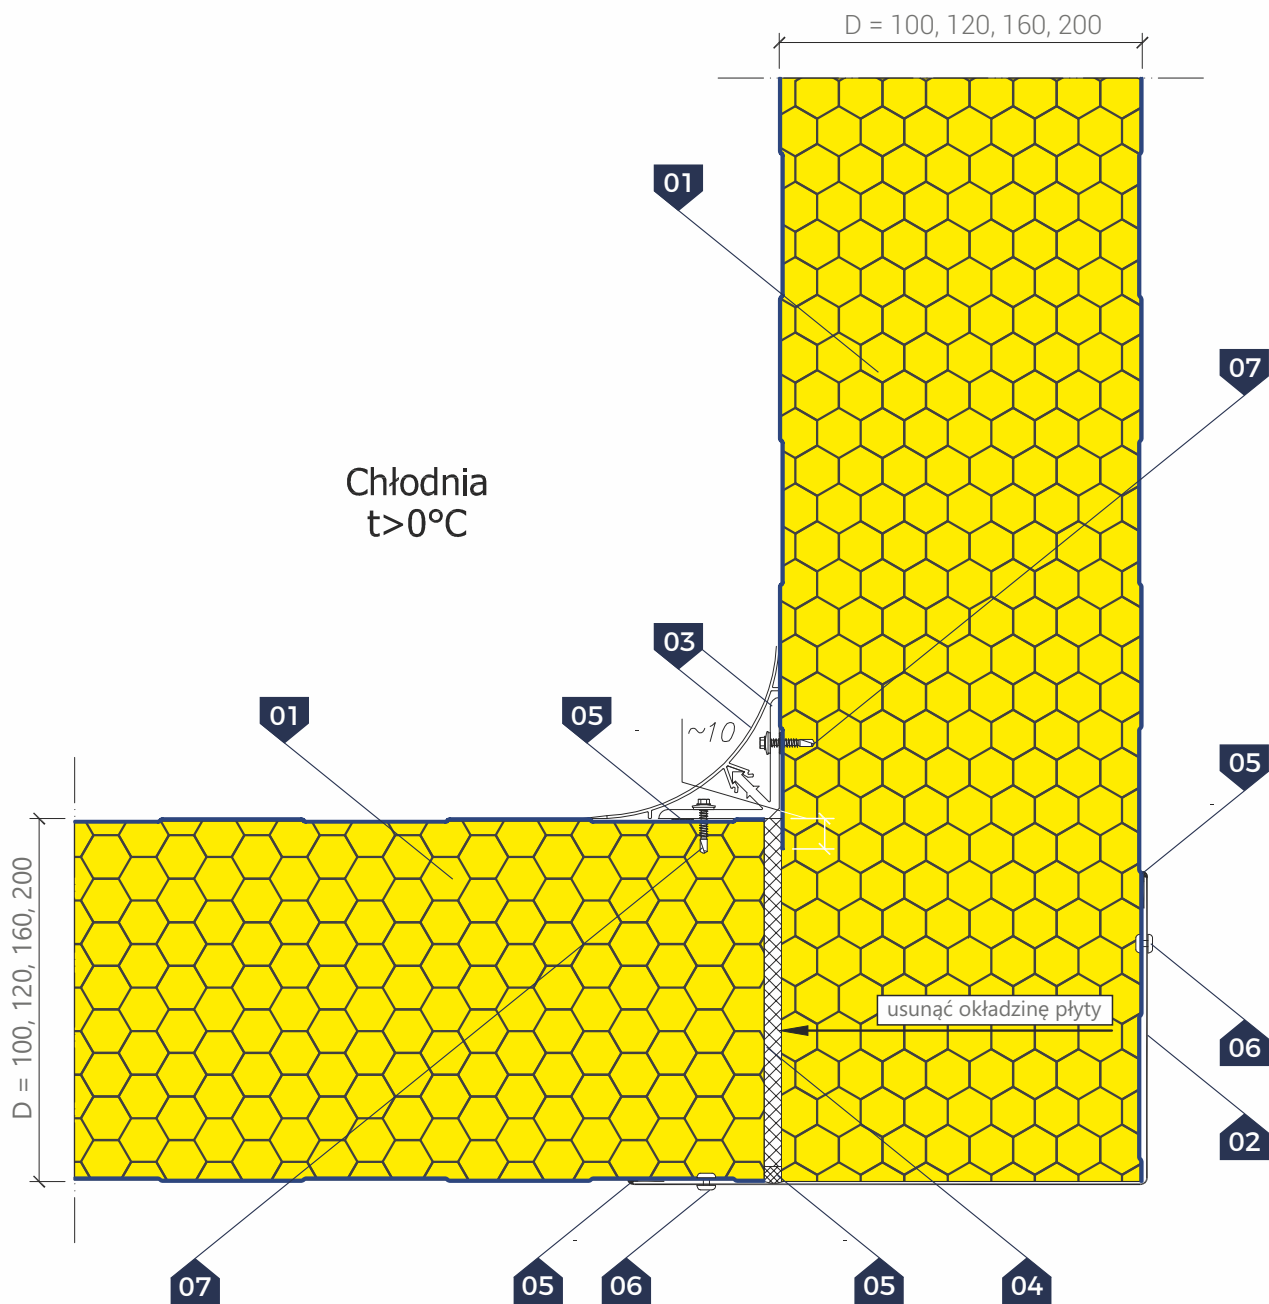 D = 100, 120, 160, 200
01
07
Chłodnia
t>0°C
03
01
05
~10
05
D = 100, 120, 160, 200
usunąć okładzinę płyty
06
02
07
05
06
05
04